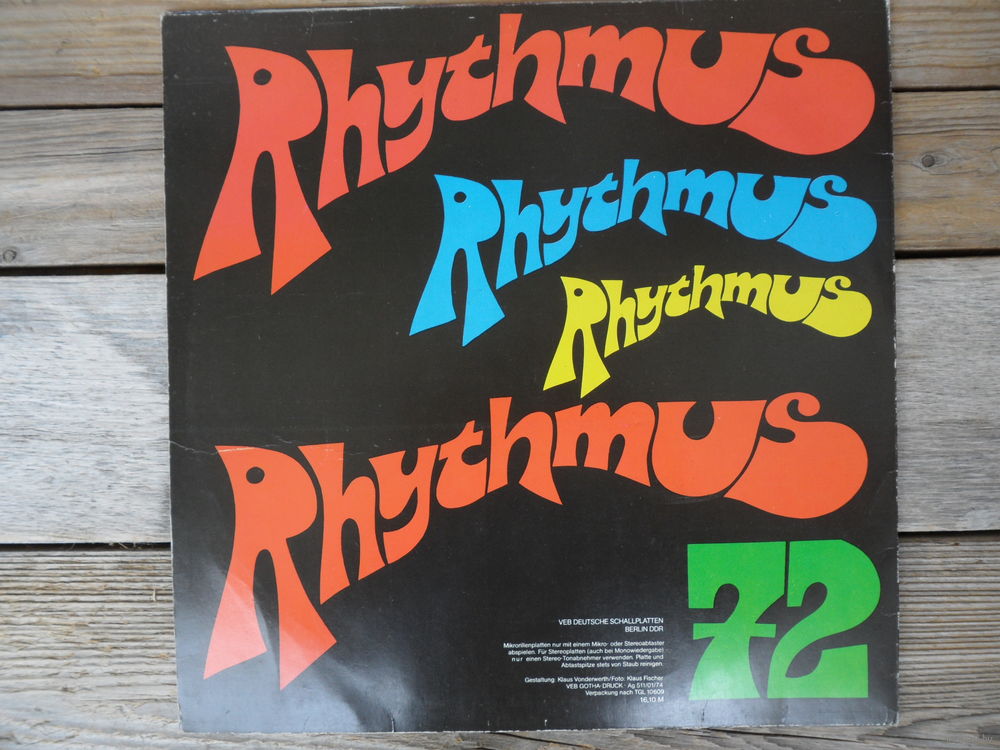 Rhythmus
Rhythmus
Rhythmus
Rhythmus
72
VEB DEUTSCHE SCHALLPLATTEN
BERLIN DDR
Mikrorillenplatten nur mit einem Mikro- oder Stereoabtaster
abspielen. Für Stereoplatten (auch bei Monowiedergabe)
nur einen Stereo-Tonabnehmer verwenden. Platte und
Abtastspitze stets von Staub reinigen.
Gestaltung: Klaus Vonderwerth/Foto: Klaus Fischer
VEB GOTHA-DRUCK · Ag 511/01/74
Verpackung nach TGL 10609
16,10 M